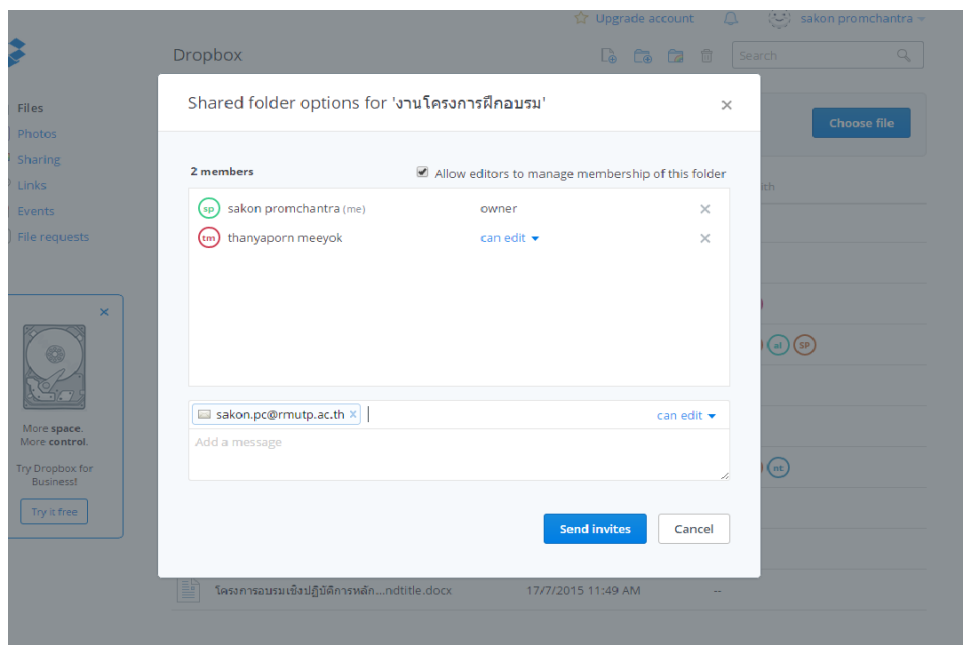 Upgrade account
sakon promchantra
Dropbox
Search
Files
Photos
Sharing
Links
Events
File requests
Choose file
Shared folder options for 'งานโครงการฝึกอบรม'
2 members
Allow editors to manage membership of this folder
sp sakon promchantra (me) owner
tm thanyaporn meeyok can edit
al SP
sakon.pc@rmutp.ac.th x can edit
Add a message
nt
More space.
More control.
Try Dropbox for
Business!
Try it free
Send invites Cancel
โครงการอบรมเชิงปฏิบัติการหลัก...ndtitle.docx 17/7/2015 11:49 AM --